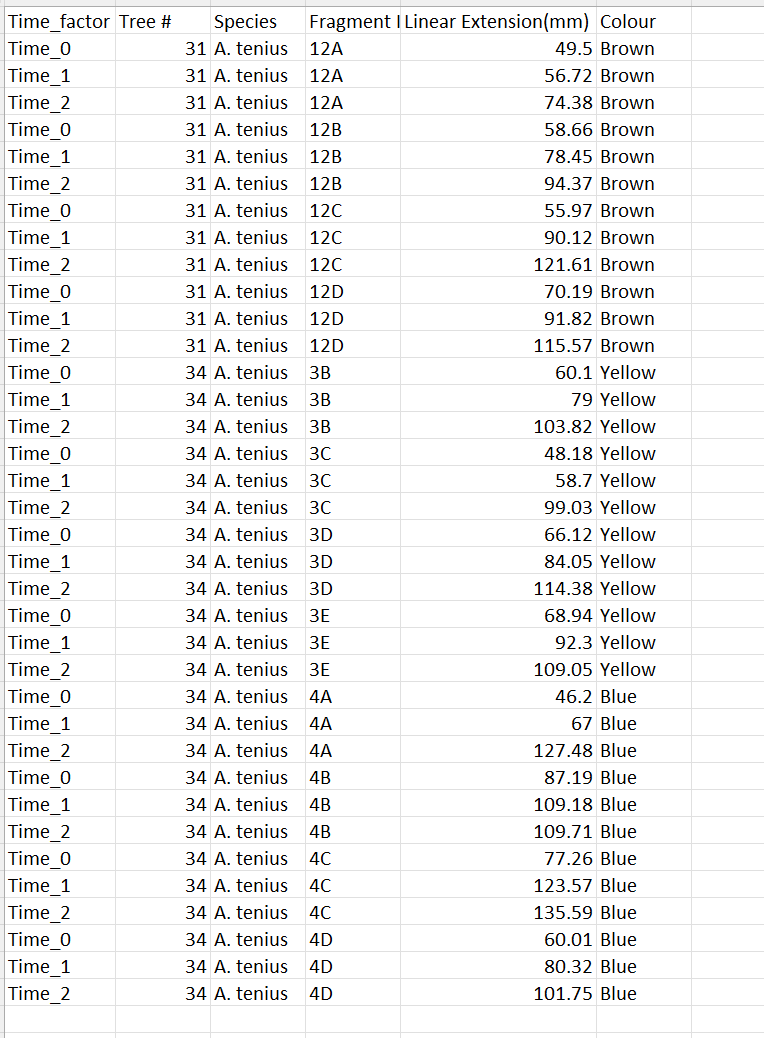 Time_factor Tree # Species Fragment I Linear Extension(mm) Colour
Time_0 31 A. tenius 12A 49.5 Brown
Time_1 31 A. tenius 12A 56.72 Brown
Time_2 31 A. tenius 12A 74.38 Brown
Time_0 31 A. tenius 12B 58.66 Brown
Time_1 31 A. tenius 12B 78.45 Brown
Time_2 31 A. tenius 12B 94.37 Brown
Time_0 31 A. tenius 12C 55.97 Brown
Time_1 31 A. tenius 12C 90.12 Brown
Time_2 31 A. tenius 12C 121.61 Brown
Time_0 31 A. tenius 12D 70.19 Brown
Time_1 31 A. tenius 12D 91.82 Brown
Time_2 31 A. tenius 12D 115.57 Brown
Time_0 34 A. tenius 3B 60.1 Yellow
Time_1 34 A. tenius 3B 79 Yellow
Time_2 34 A. tenius 3B 103.82 Yellow
Time_0 34 A. tenius 3C 48.18 Yellow
Time_1 34 A. tenius 3C 58.7 Yellow
Time_2 34 A. tenius 3C 99.03 Yellow
Time_0 34 A. tenius 3D 66.12 Yellow
Time_1 34 A. tenius 3D 84.05 Yellow
Time_2 34 A. tenius 3D 114.38 Yellow
Time_0 34 A. tenius 3E 68.94 Yellow
Time_1 34 A. tenius 3E 92.3 Yellow
Time_2 34 A. tenius 3E 109.05 Yellow
Time_0 34 A. tenius 4A 46.2 Blue
Time_1 34 A. tenius 4A 67 Blue
Time_2 34 A. tenius 4A 127.48 Blue
Time_0 34 A. tenius 4B 87.19 Blue
Time_1 34 A. tenius 4B 109.18 Blue
Time_2 34 A. tenius 4B 109.71 Blue
Time_0 34 A. tenius 4C 77.26 Blue
Time_1 34 A. tenius 4C 123.57 Blue
Time_2 34 A. tenius 4C 135.59 Blue
Time_0 34 A. tenius 4D 60.01 Blue
Time_1 34 A. tenius 4D 80.32 Blue
Time_2 34 A. tenius 4D 101.75 Blue